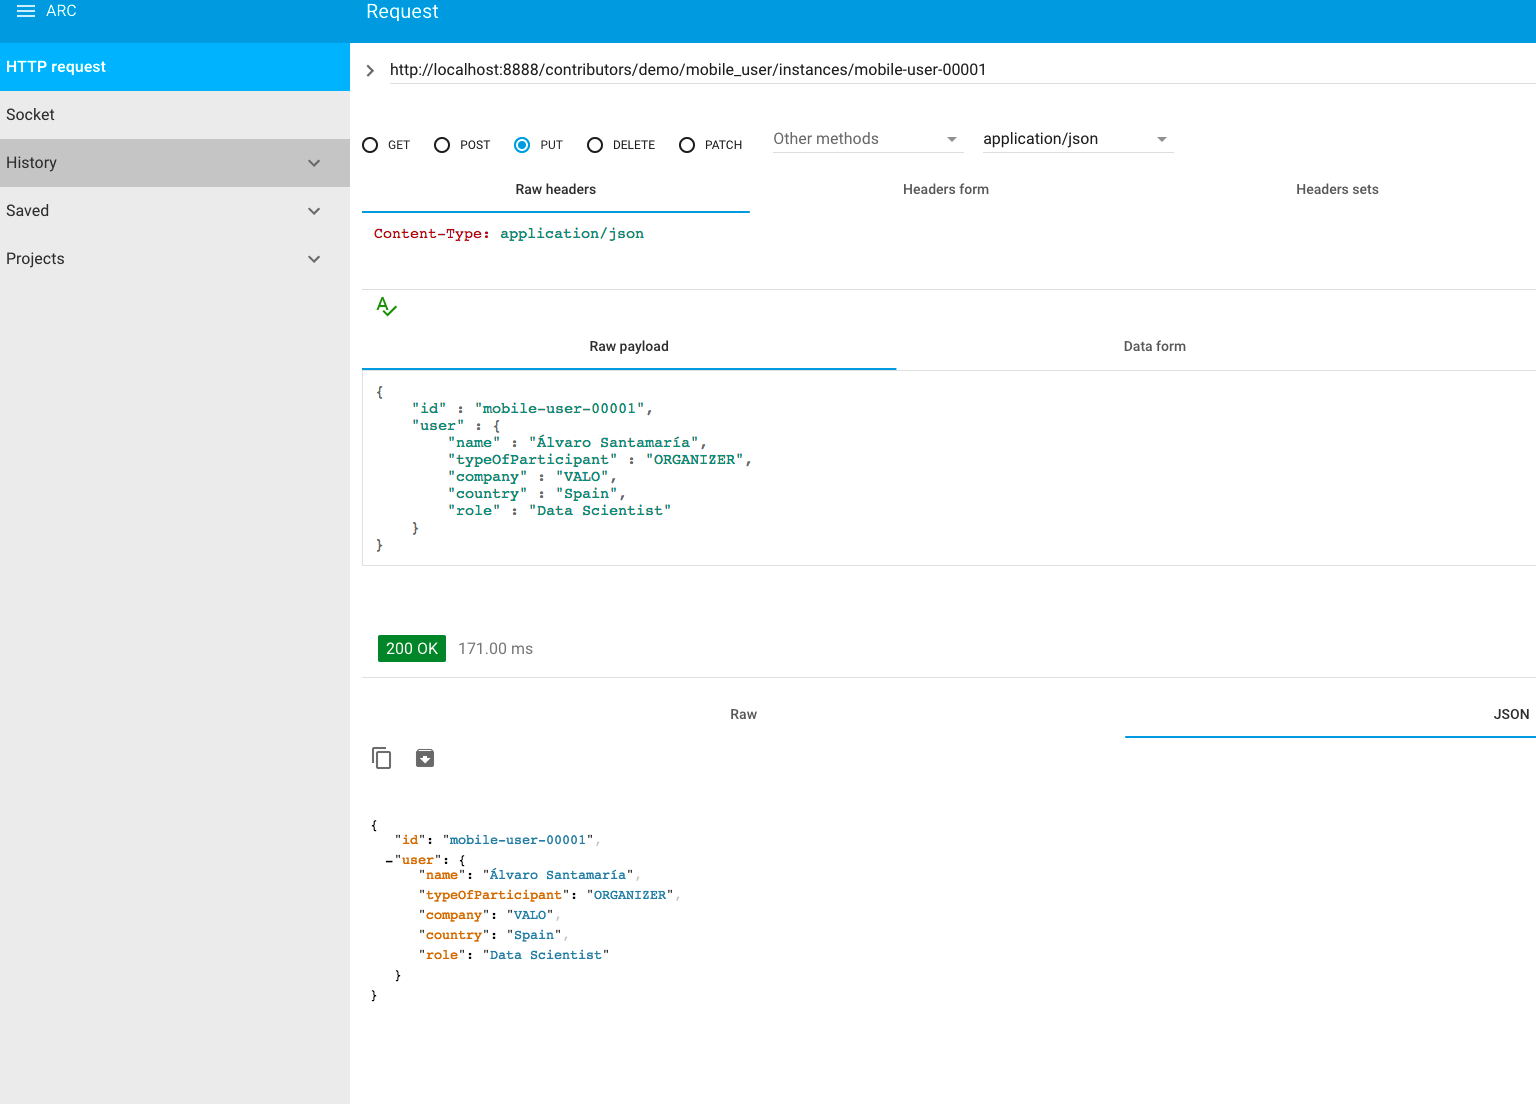 ARC
Request
HTTP request
Socket
History
Saved
Projects
http://localhost:8888/contributors/demo/mobile_user/instances/mobile-user-00001
GET POST PUT DELETE PATCH Other methods application/json
Raw headers Headers form Headers sets
Content-Type: application/json
A
Raw payload Data form
{
"id" : "mobile-user-00001",
"user" : {
"name" : "Álvaro Santamaría",
"typeOfParticipant" : "ORGANIZER",
"company" : "VALO",
"country" : "Spain",
"role" : "Data Scientist"
}
}
200 OK 171.00 ms
Raw JSON
{
"id": "mobile-user-00001",
-"user": {
"name": "Álvaro Santamaría",
"typeOfParticipant": "ORGANIZER",
"company": "VALO",
"country": "Spain",
"role": "Data Scientist"
}
}